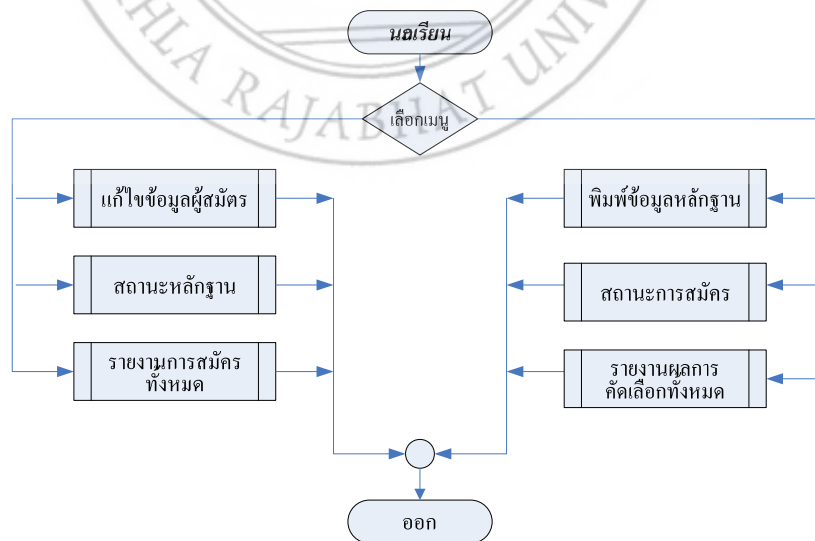 นลเรียน
เลือกเมนู
แก้ไขข้อมูลผู้สมัตร
พิมพ์ข้อมูลหลักฐาน
สถานะหลักฐาน
สถานะการสมัคร
รายงานการสมัคร
ทั้งหมด
รายงานผลการ
คัดเลือกทั้งหมด
ออก
HLA RAJABHAT UNIV